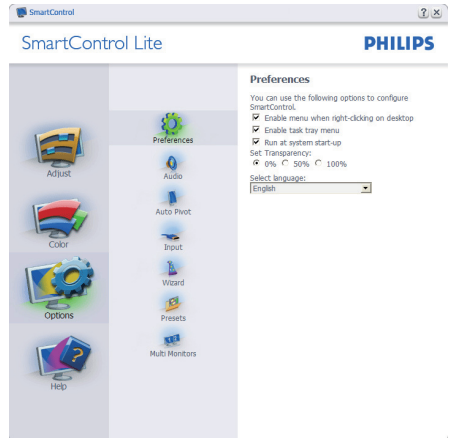 SmartControl
SmartControl Lite
PHILIPS
Adjust
Color
Options
Help
Preferences
Audio
Auto Pivot
Input
Wizard
Presets
Multi Monitors
Preferences
You can use the following options to configure
SmartControl.
Enable menu when right-clicking on desktop
Enable task tray menu
Run at system start-up
Set Transparency:
0% 50% 100%
Select language:
English